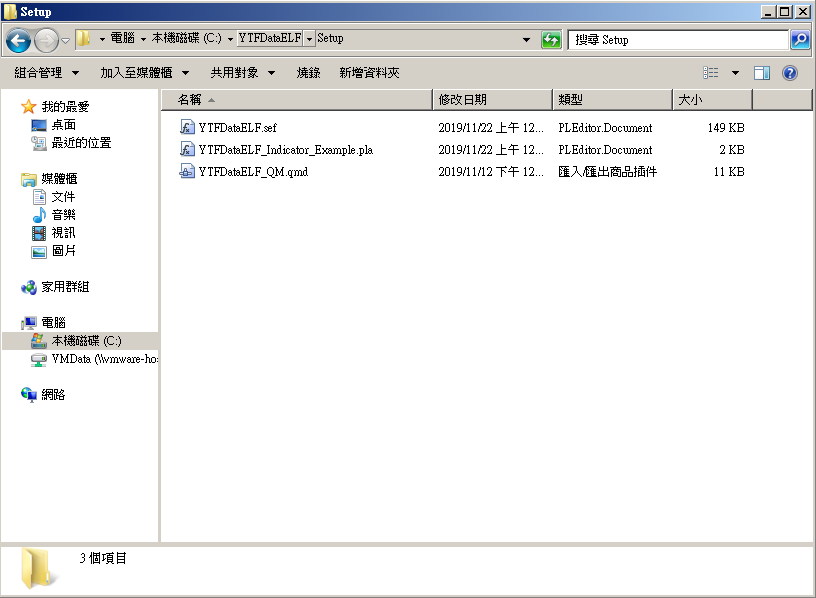 Setup
電腦 本機磁碟 (C:) YTFDataELF Setup
搜尋 Setup
組合管理 加入至媒體櫃 共用對象 燒錄 新增資料夾
我的最愛
桌面
最近的位置
媒體櫃
文件
音樂
視訊
圖片
家用群組
電腦
本機磁碟 (C:)
VMData (\\vmware-ho
網路
名稱 修改日期 類型 大小
YTFDataELF.sef 2019/11/22 上午 12... PLEditor.Document 149 KB
YTFDataELF_Indicator_Example.pla 2019/11/22 上午 12... PLEditor.Document 2 KB
YTFDataELF_QM.qmd 2019/11/12 下午 12... 匯入/匯出商品插件 11 KB
3 個項目